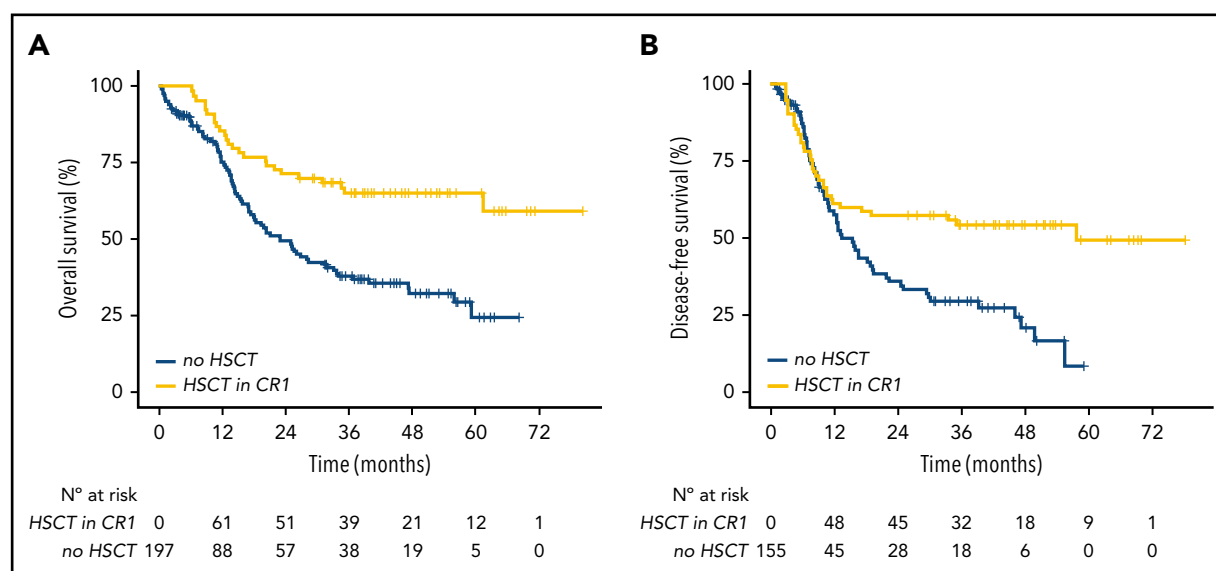 A
B
100
75
50
25
0
Overall survival (%)
no HSCT
HSCT in CR1
0 12 24 36 48 60 72
Time (months)
100
75
50
25
0
Disease-free survival (%)
no HSCT
HSCT in CR1
0 12 24 36 48 60 72
Time (months)
Nº at risk
HSCT in CR1 0 61 51 39 21 12 1
no HSCT 197 88 57 38 19 5 0
Nº at risk
HSCT in CR1 0 48 45 32 18 9 1
no HSCT 155 45 28 18 6 0 0